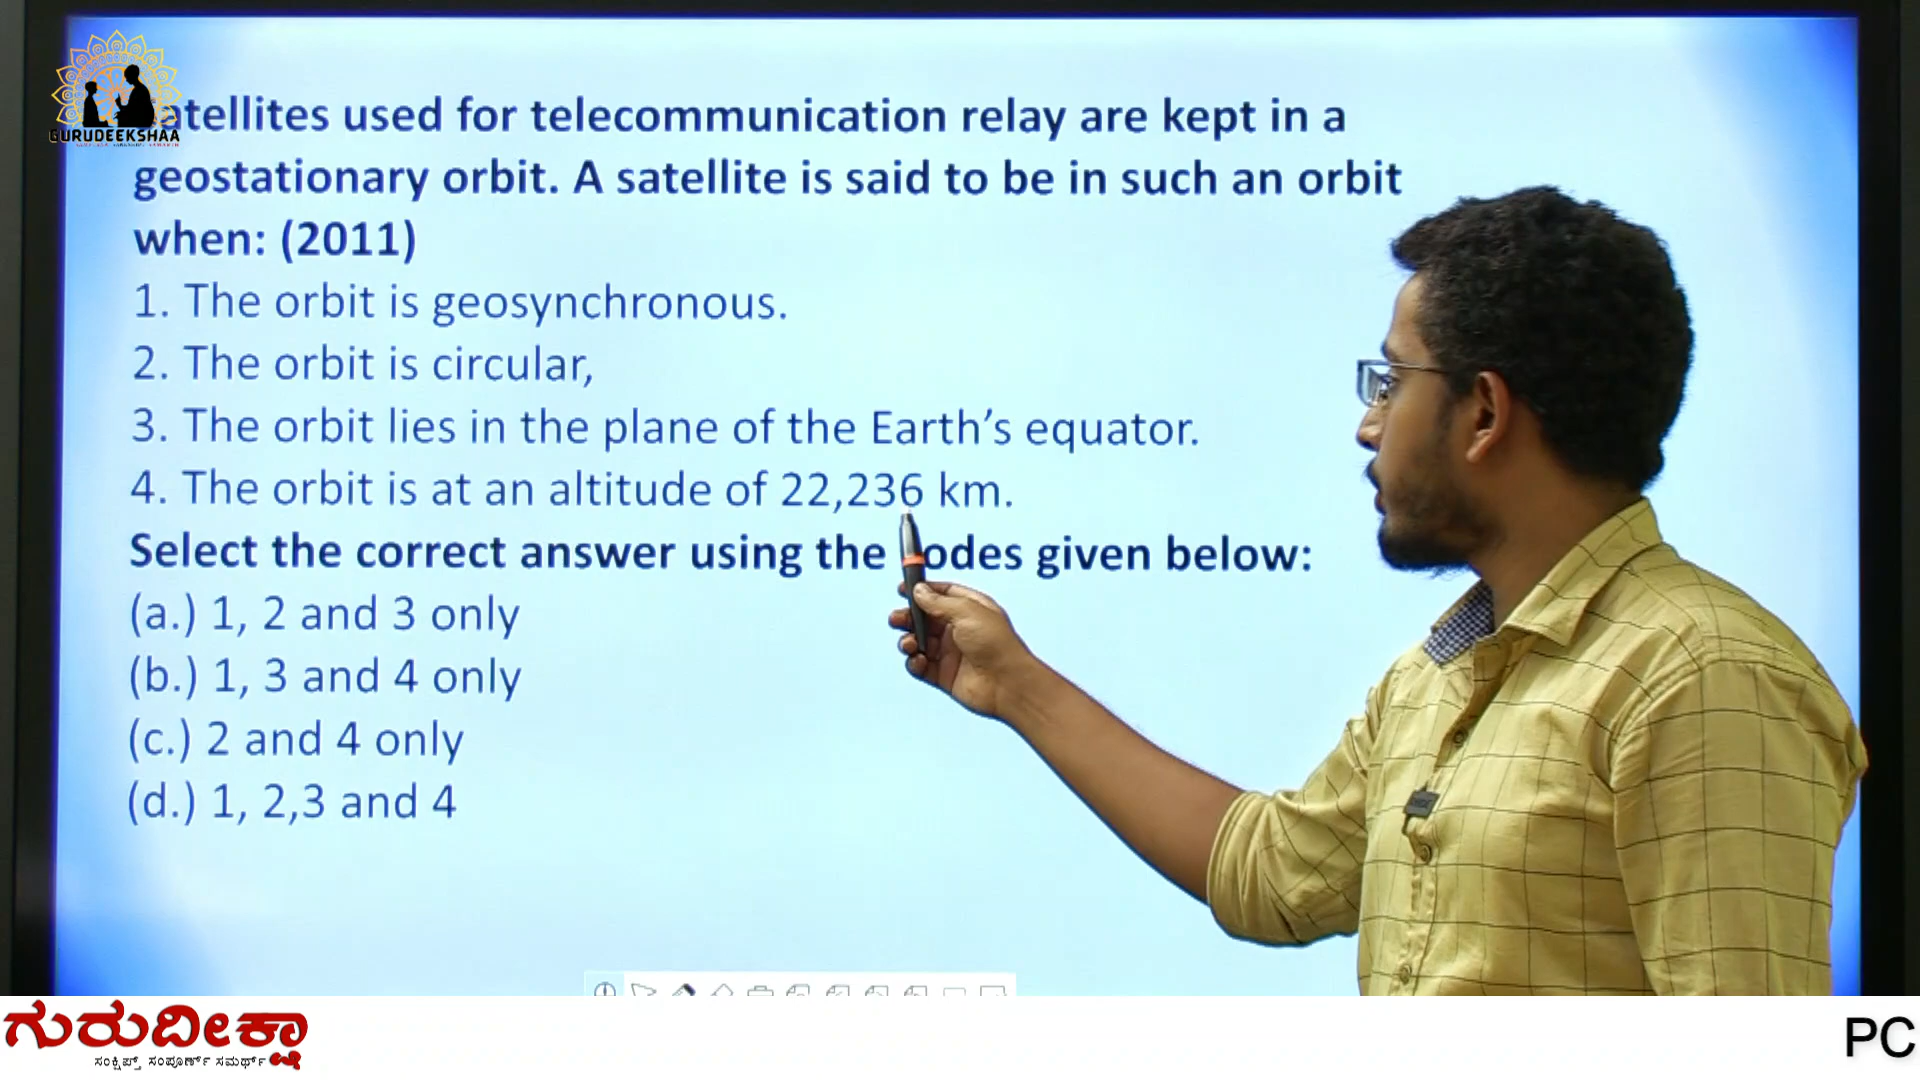 GURUDEEKSHAA
tellites used for telecommunication relay are kept in a
geostationary orbit. A satellite is said to be in such an orbit
when: (2011)
1. The orbit is geosynchronous.
2. The orbit is circular,
3. The orbit lies in the plane of the Earth's equator.
4. The orbit is at an altitude of 22,236 km.
Select the correct answer using the odes given below:
(a.) 1, 2 and 3 only
(b.) 1, 3 and 4 only
(c.) 2 and 4 only
(d.) 1, 2,3 and 4
ಗುರುದೀಕ್ಷಾ
ಸಂಕ್ಷಿಪ್ತ್ ಸಂಪೂರ್ಣ್ ಸಮರ್ಥ್
PC